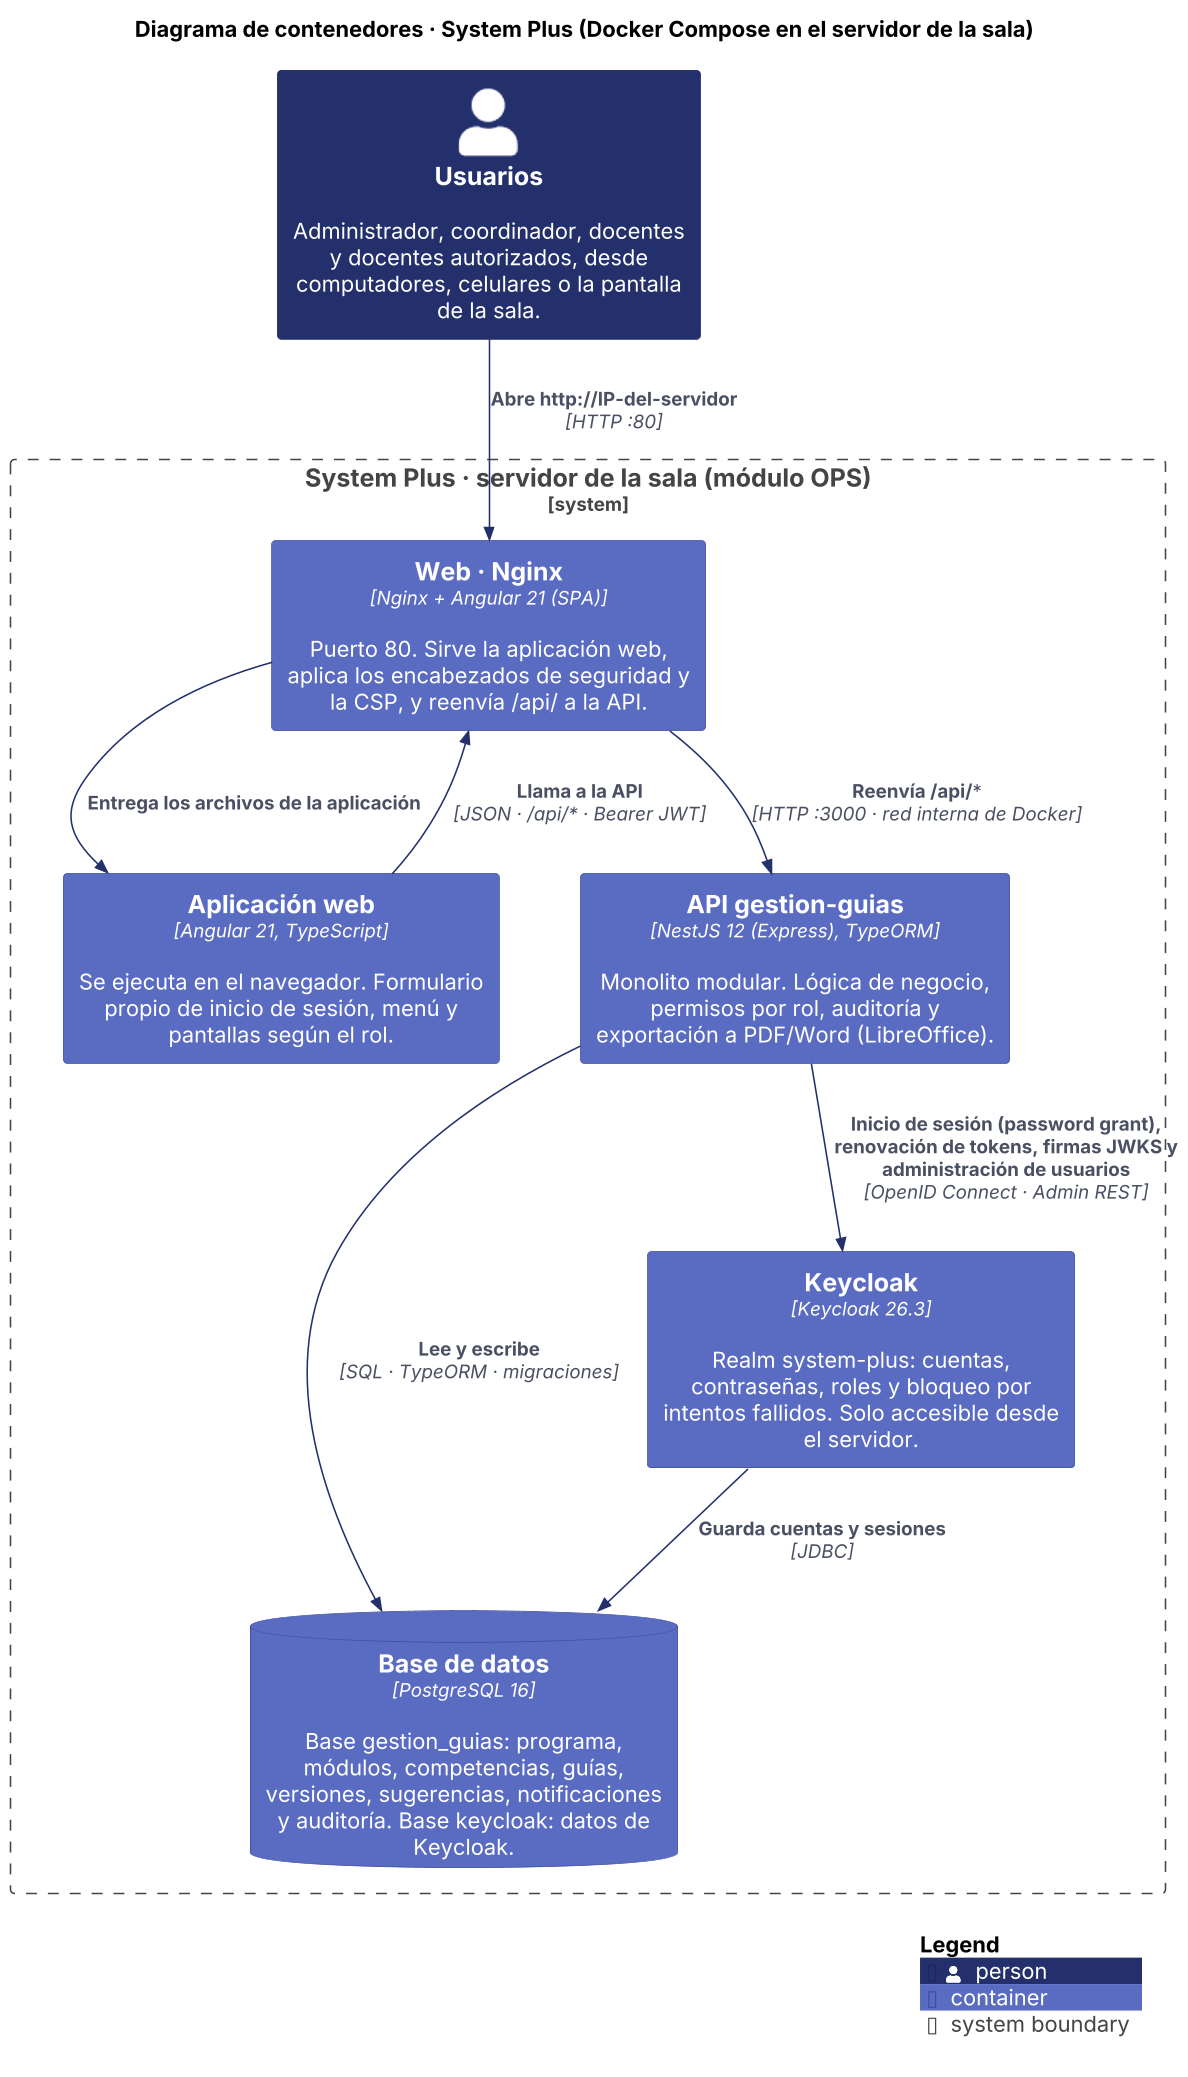 Diagrama de contenedores · System Plus (Docker Compose en el servidor de la sala)
Usuarios
Administrador, coordinador, docentes
y docentes autorizados, desde
computadores, celulares o la pantalla
de la sala.
Abre http://IP-del-servidor
[HTTP :80]
System Plus · servidor de la sala (módulo OPS)
[system]
Web · Nginx
[Nginx + Angular 21 (SPA)]
Puerto 80. Sirve la aplicación web,
aplica los encabezados de seguridad y
la CSP, y reenvía /api/ a la API.
Entrega los archivos de la aplicación
Llama a la API
[JSON · /api/* · Bearer JWT]
Reenvía /api/*
[HTTP :3000 · red interna de Docker]
Aplicación web
[Angular 21, TypeScript]
Se ejecuta en el navegador. Formulario
propio de inicio de sesión, menú y
pantallas según el rol.
API gestion-guias
[NestJS 12 (Express), TypeORM]
Monolito modular. Lógica de negocio,
permisos por rol, auditoría y
exportación a PDF/Word (LibreOffice).
Inicio de sesión (password grant),
renovación de tokens, firmas JWKS y
administración de usuarios
[OpenID Connect · Admin REST]
Lee y escribe
[SQL · TypeORM · migraciones]
Keycloak
[Keycloak 26.3]
Realm system-plus: cuentas,
contraseñas, roles y bloqueo por
intentos fallidos. Solo accesible desde
el servidor.
Guarda cuentas y sesiones
[JDBC]
Base de datos
[PostgreSQL 16]
Base gestion_guias: programa,
módulos, competencias, guías,
versiones, sugerencias, notificaciones
y auditoría. Base keycloak: datos de
Keycloak.
Legend
person
container
system boundary